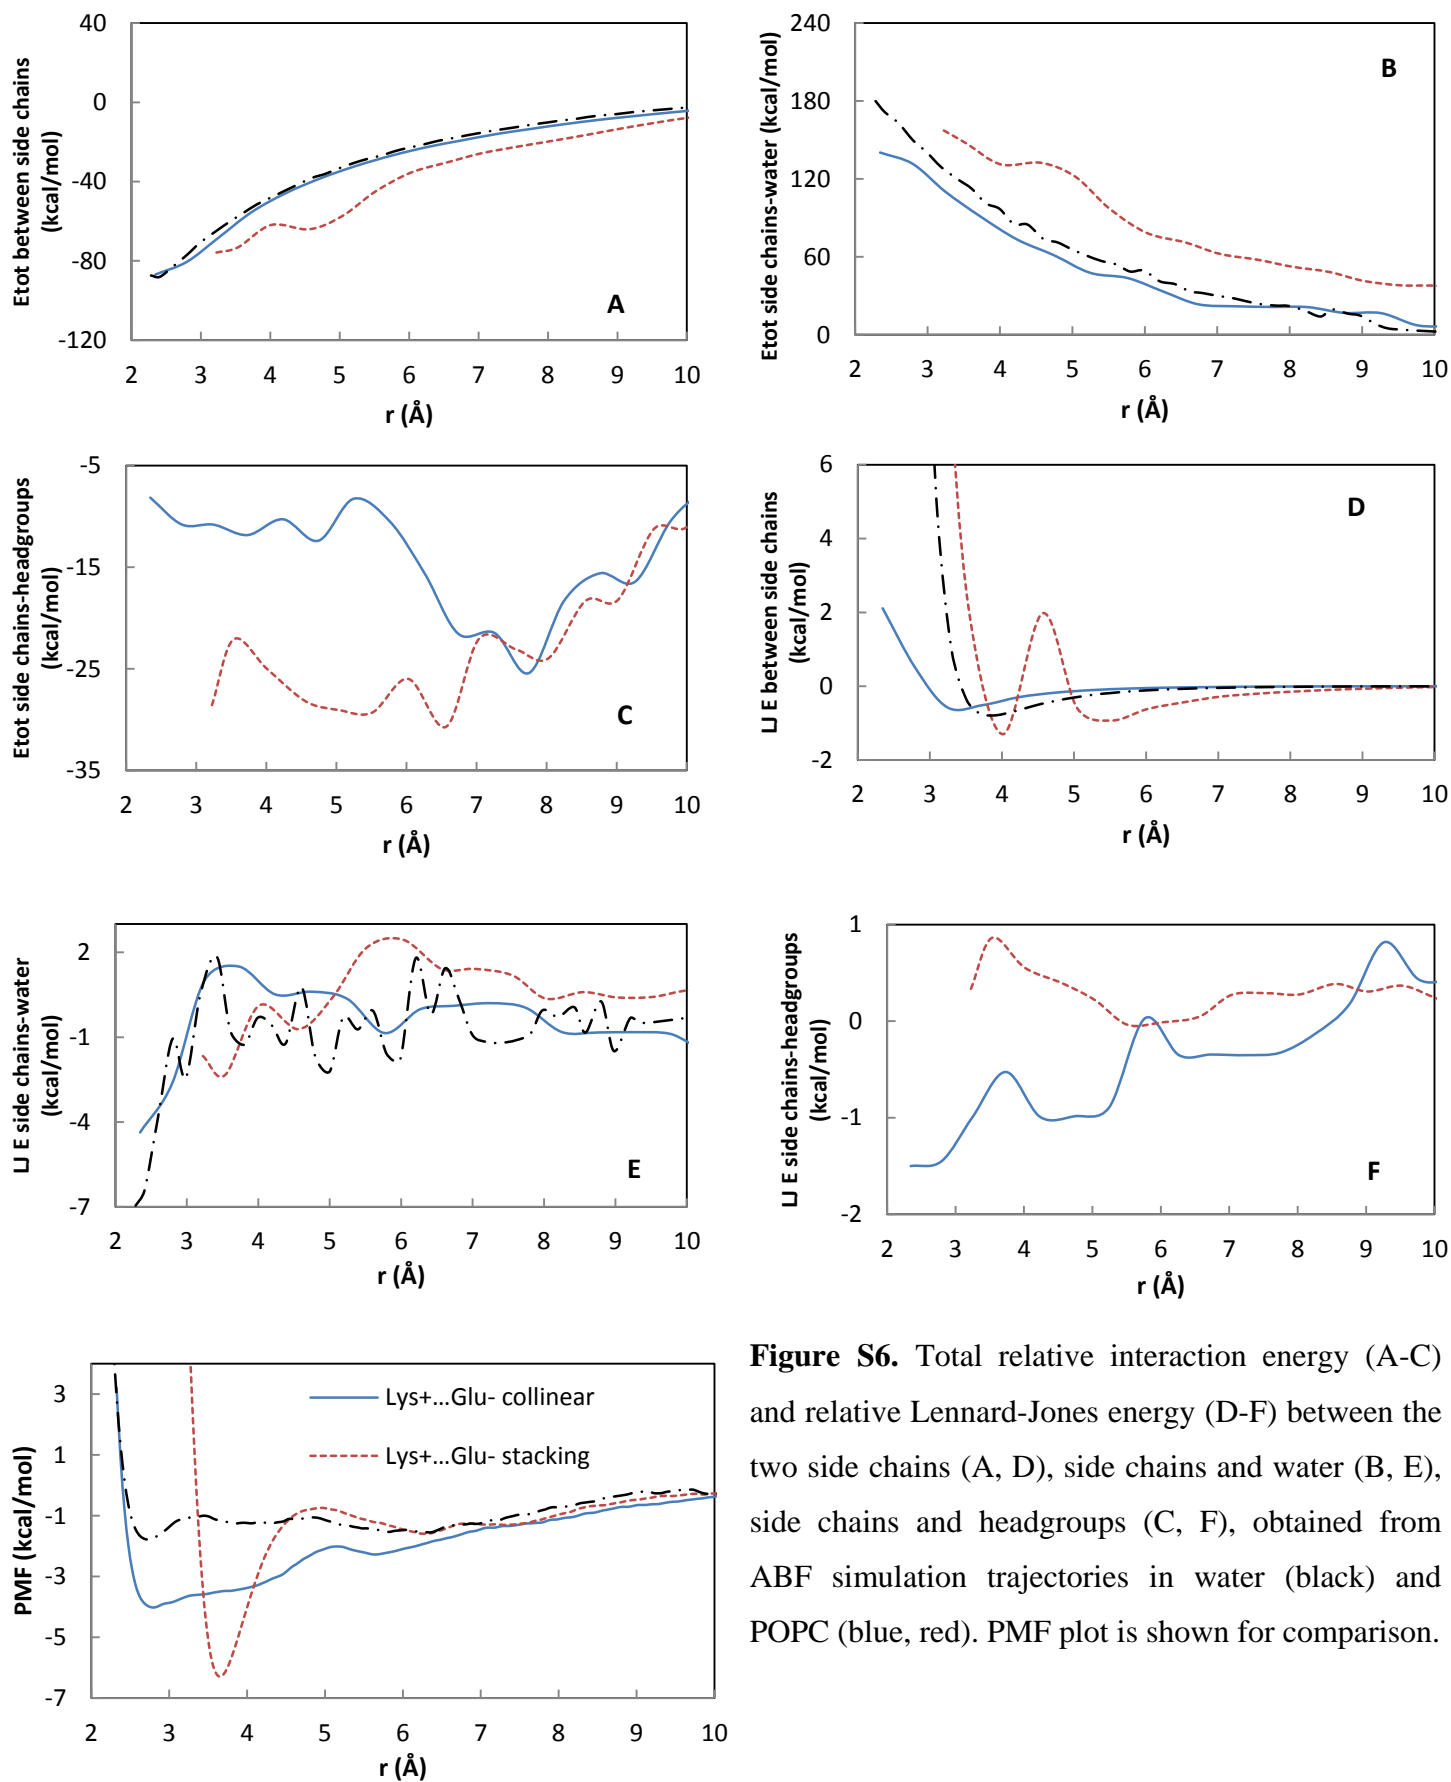 Etot between side chains
(kcal/mol)
40
0
-40
-80
-120
A
2 3 4 5 6 7 8 9 10
r (Å)
Etot side chains-water (kcal/mol)
240
180
120
60
0
B
2 3 4 5 6 7 8 9 10
r (Å)
Etot side chains-headgroups
(kcal/mol)
-5
-15
-25
-35
C
2 3 4 5 6 7 8 9 10
r (Å)
LJ E between side chains
(kcal/mol)
6
4
2
0
-2
D
2 3 4 5 6 7 8 9 10
r (Å)
LJ E side chains-water
(kcal/mol)
2
-1
-4
-7
E
2 3 4 5 6 7 8 9 10
r (Å)
LJ E side chains-headgroups
(kcal/mol)
1
0
-1
-2
F
2 3 4 5 6 7 8 9 10
r (Å)
PMF (kcal/mol)
3
1
-1
-3
-5
-7
Lys+...Glu- collinear
Lys+...Glu- stacking
2 3 4 5 6 7 8 9 10
r (Å)
Figure S6. Total relative interaction energy (A-C)
and relative Lennard-Jones energy (D-F) between the
two side chains (A, D), side chains and water (B, E),
side chains and headgroups (C, F), obtained from
ABF simulation trajectories in water (black) and
POPC (blue, red). PMF plot is shown for comparison.